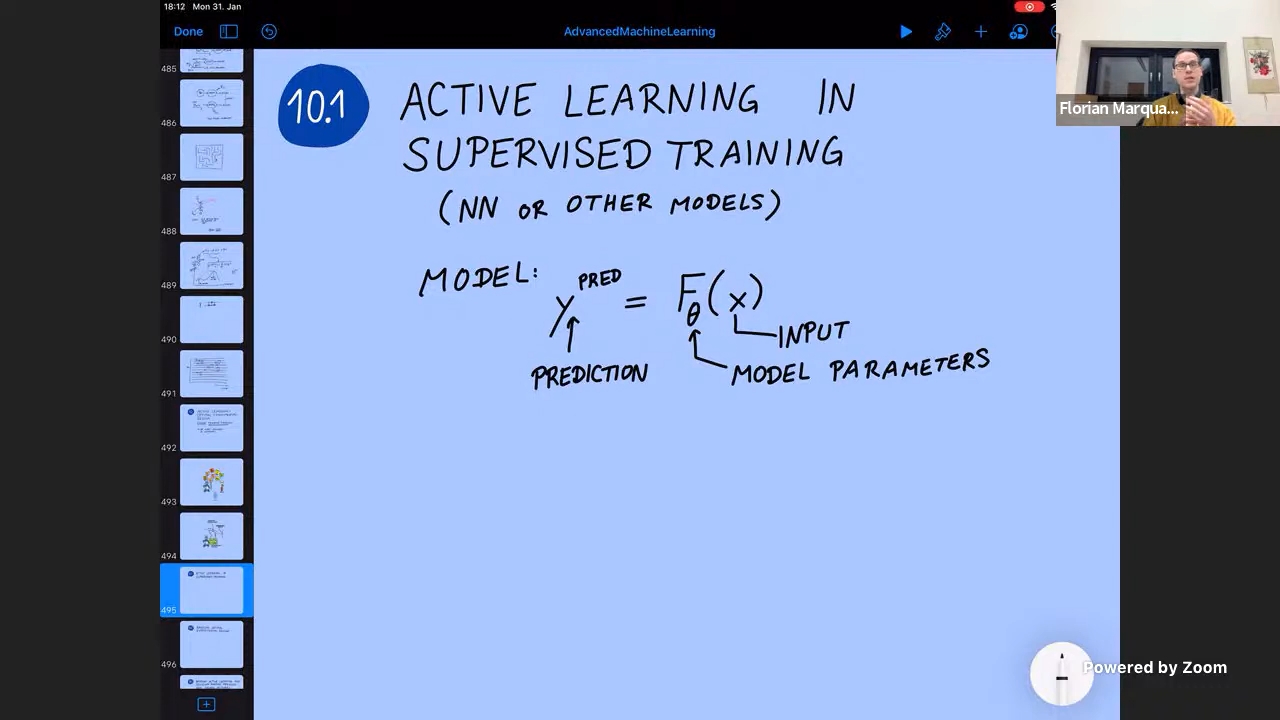 18:12 Mon 31. Jan
Done
AdvancedMachineLearning
Florian Marqua...
10.1 ACTIVE LEARNING IN
SUPERVISED TRAINING
(NN OR OTHER MODELS)
MODEL: y PRED = Fθ(x)
INPUT
PREDICTION
MODEL PARAMETERS
485
486
487
488
489
490
491
492
493
494
495
496
Powered by Zoom